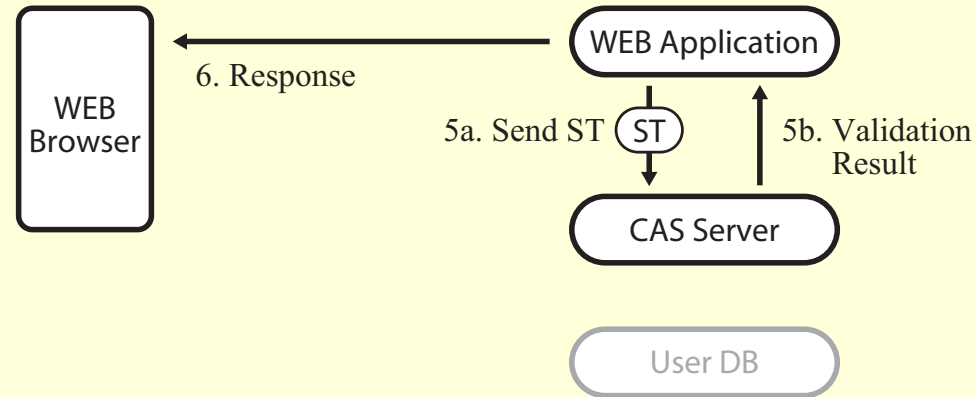 WEB Application
6. Response
WEB
Browser
5a. Send ST
ST
5b. Validation
Result
CAS Server
User DB